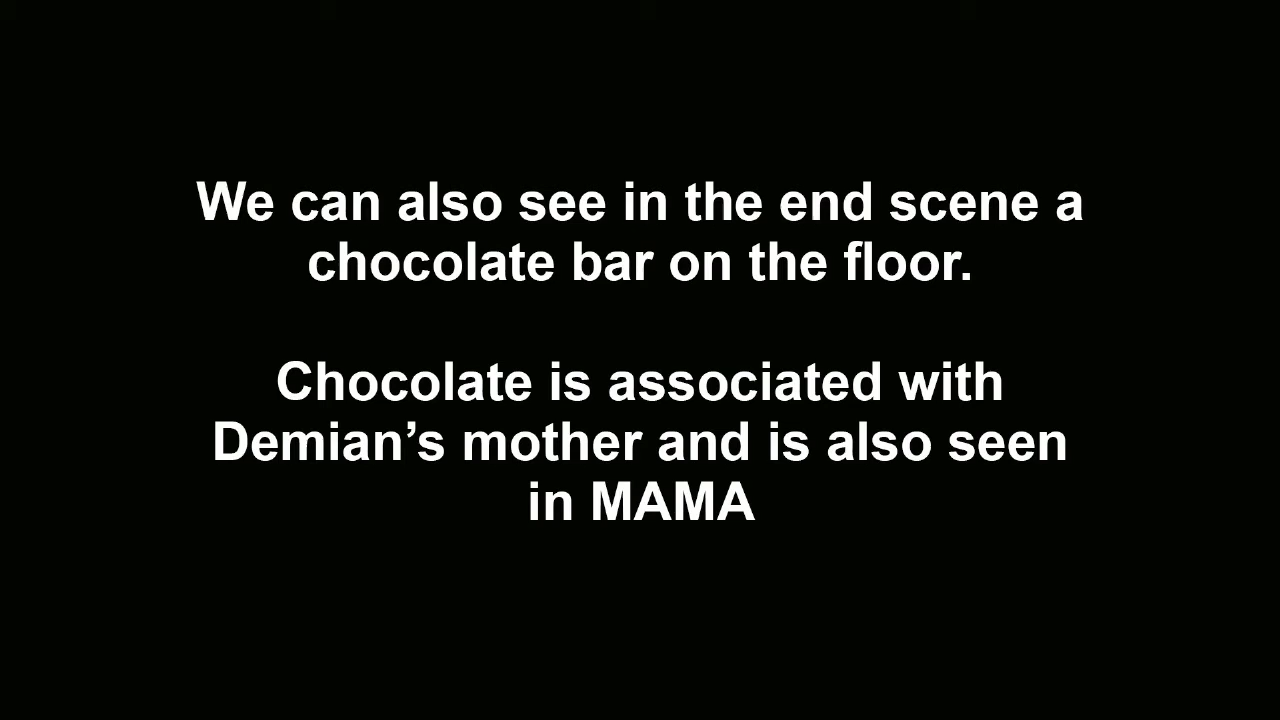 We can also see in the end scene a
chocolate bar on the floor.
Chocolate is associated with
Demian’s mother and is also seen
in MAMA